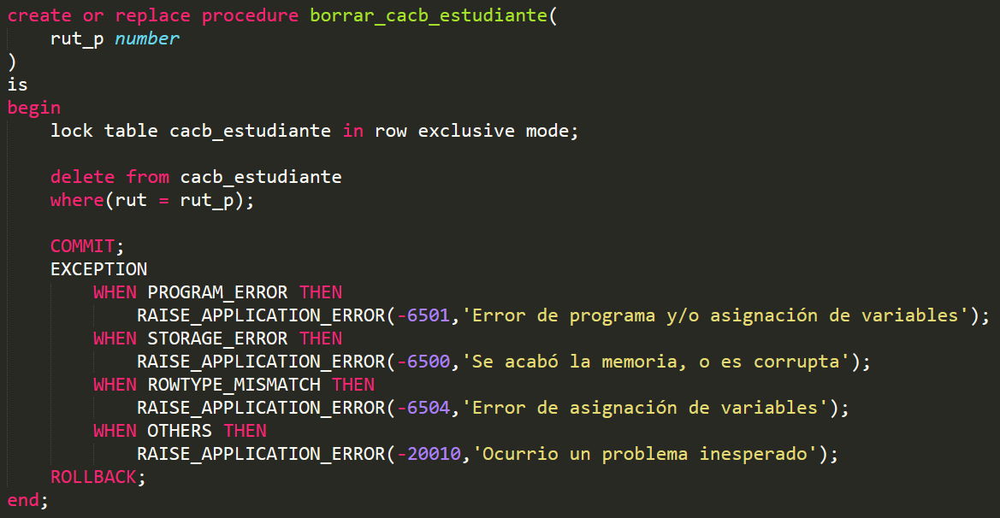 create or replace procedure borrar_cacb_estudiante(
    rut_p number
)
is
begin
    lock table cacb_estudiante in row exclusive mode;

    delete from cacb_estudiante
    where(rut = rut_p);

    COMMIT;
    EXCEPTION
        WHEN PROGRAM_ERROR THEN
            RAISE_APPLICATION_ERROR(-6501,'Error de programa y/o asignación de variables');
        WHEN STORAGE_ERROR THEN
            RAISE_APPLICATION_ERROR(-6500,'Se acabó la memoria, o es corrupta');
        WHEN ROWTYPE_MISMATCH THEN
            RAISE_APPLICATION_ERROR(-6504,'Error de asignación de variables');
        WHEN OTHERS THEN
            RAISE_APPLICATION_ERROR(-20010,'Ocurrio un problema inesperado');
    ROLLBACK;
end;